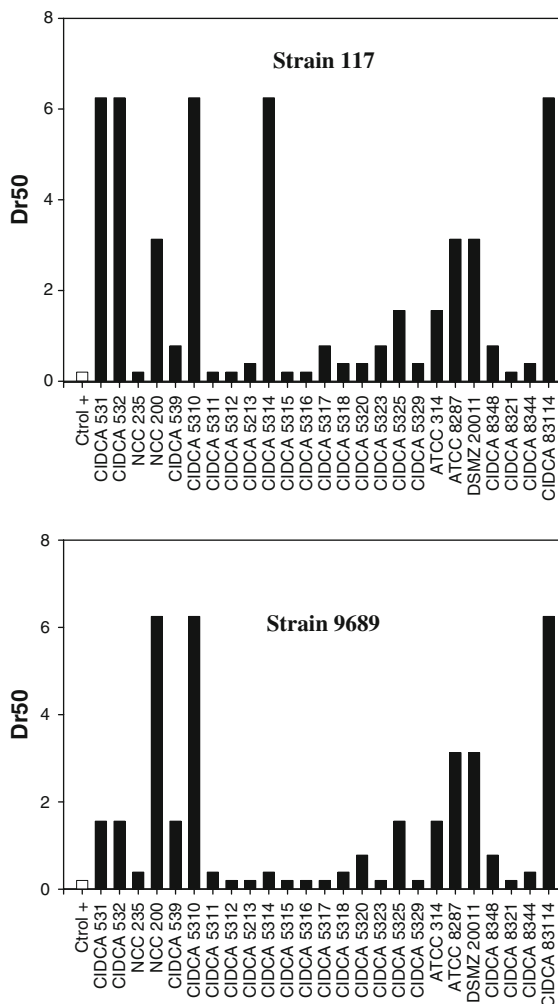 8
Strain 117
6
Dr50
4
2
0
Ctrol +
CIDCA 531
CIDCA 532
NCC 235
NCC 200
CIDCA 539
CIDCA 5310
CIDCA 5311
CIDCA 5312
CIDCA 5213
CIDCA 5314
CIDCA 5315
CIDCA 5316
CIDCA 5317
CIDCA 5318
CIDCA 5320
CIDCA 5323
CIDCA 5325
CIDCA 5329
ATCC 314
ATCC 8287
DSMZ 20011
CIDCA 8348
CIDCA 8321
CIDCA 8344
CIDCA 83114
8
Strain 9689
6
Dr50
4
2
0
Ctrol +
CIDCA 531
CIDCA 532
NCC 235
NCC 200
CIDCA 539
CIDCA 5310
CIDCA 5311
CIDCA 5312
CIDCA 5213
CIDCA 5314
CIDCA 5315
CIDCA 5316
CIDCA 5317
CIDCA 5318
CIDCA 5320
CIDCA 5323
CIDCA 5325
CIDCA 5329
ATCC 314
ATCC 8287
DSMZ 20011
CIDCA 8348
CIDCA 8321
CIDCA 8344
CIDCA 83114